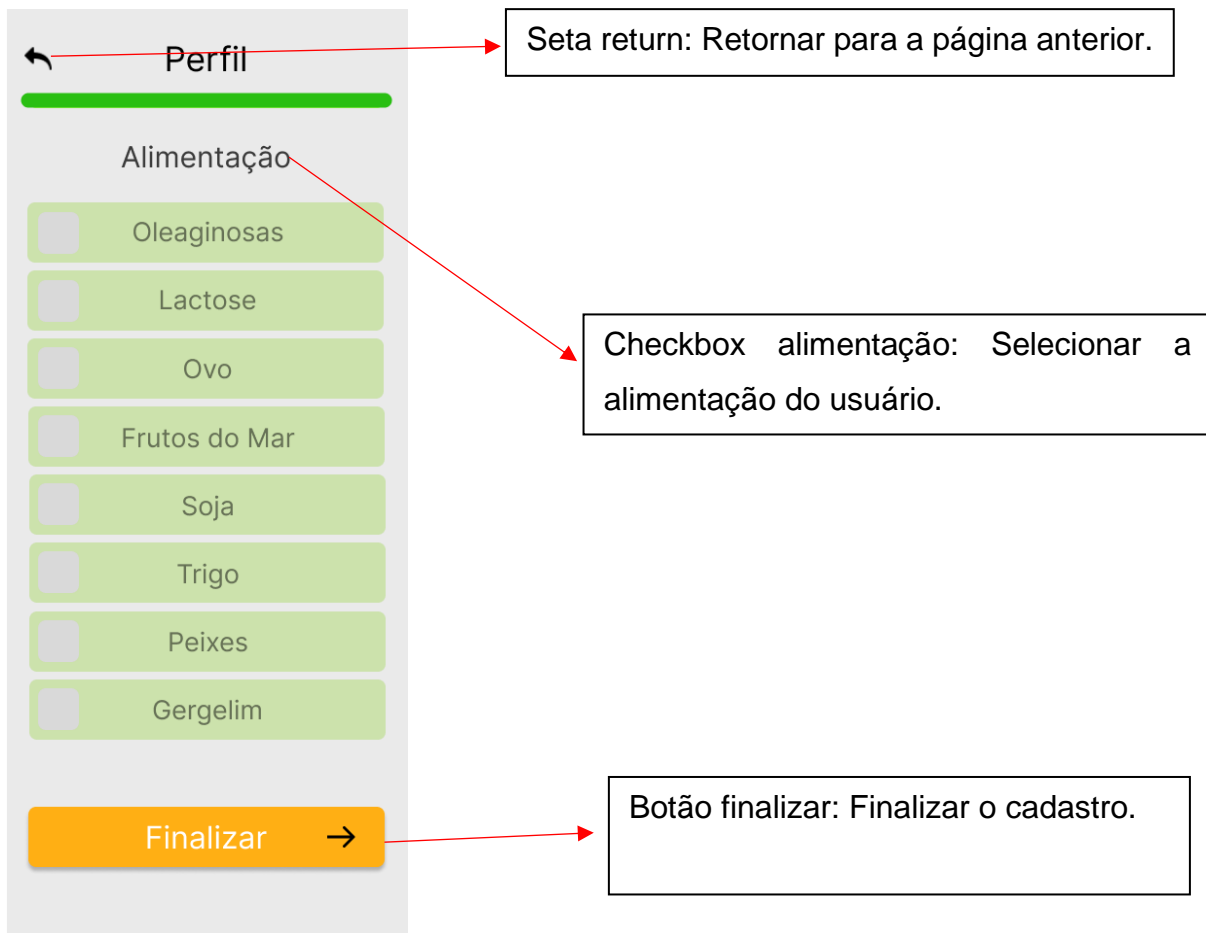 Perfil
Seta return: Retornar para a página anterior.
Alimentação
Oleaginosas
Lactose
Ovo
Frutos do Mar
Soja
Trigo
Peixes
Gergelim
Checkbox alimentação: Selecionar a
alimentação do usuário.
Finalizar
Botão finalizar: Finalizar o cadastro.